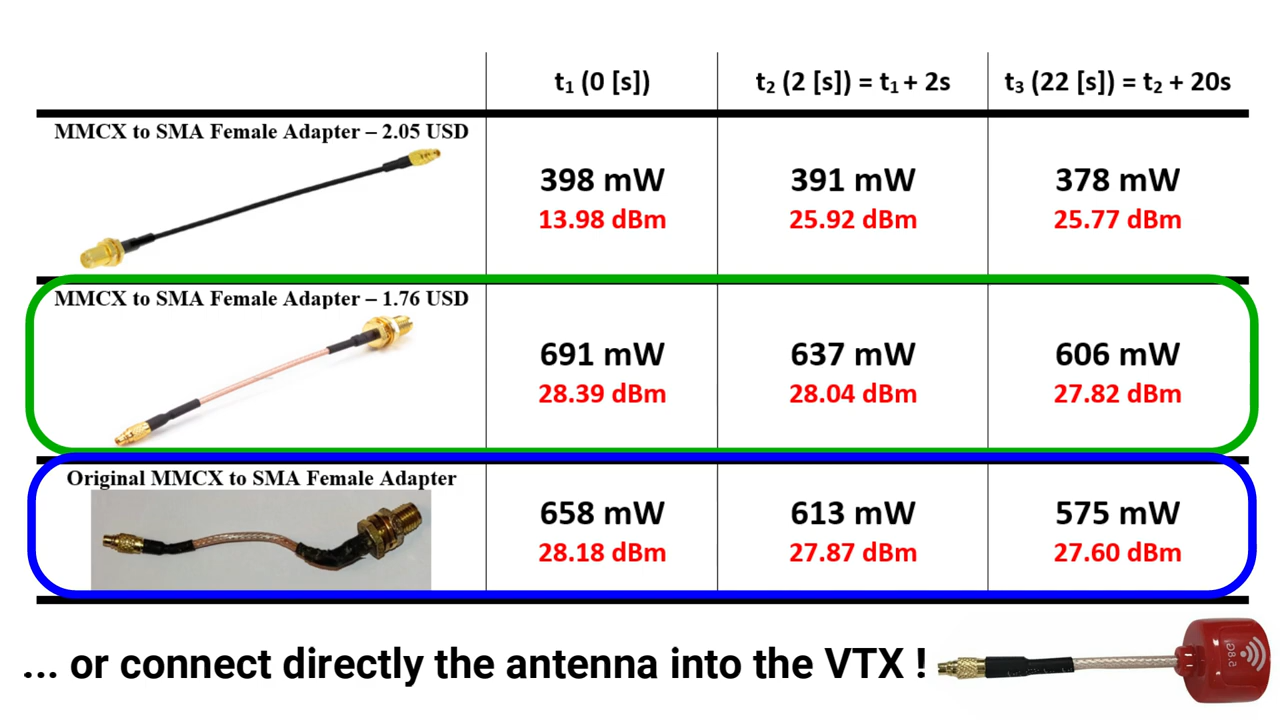 t₁ (0 [s])
t₂ (2 [s]) = t₁ + 2s
t₃ (22 [s]) = t₂ + 20s
MMCX to SMA Female Adapter – 2.05 USD
398 mW
13.98 dBm
391 mW
25.92 dBm
378 mW
25.77 dBm
MMCX to SMA Female Adapter – 1.76 USD
691 mW
28.39 dBm
637 mW
28.04 dBm
606 mW
27.82 dBm
Original MMCX to SMA Female Adapter
658 mW
28.18 dBm
613 mW
27.87 dBm
575 mW
27.60 dBm
... or connect directly the antenna into the VTX !